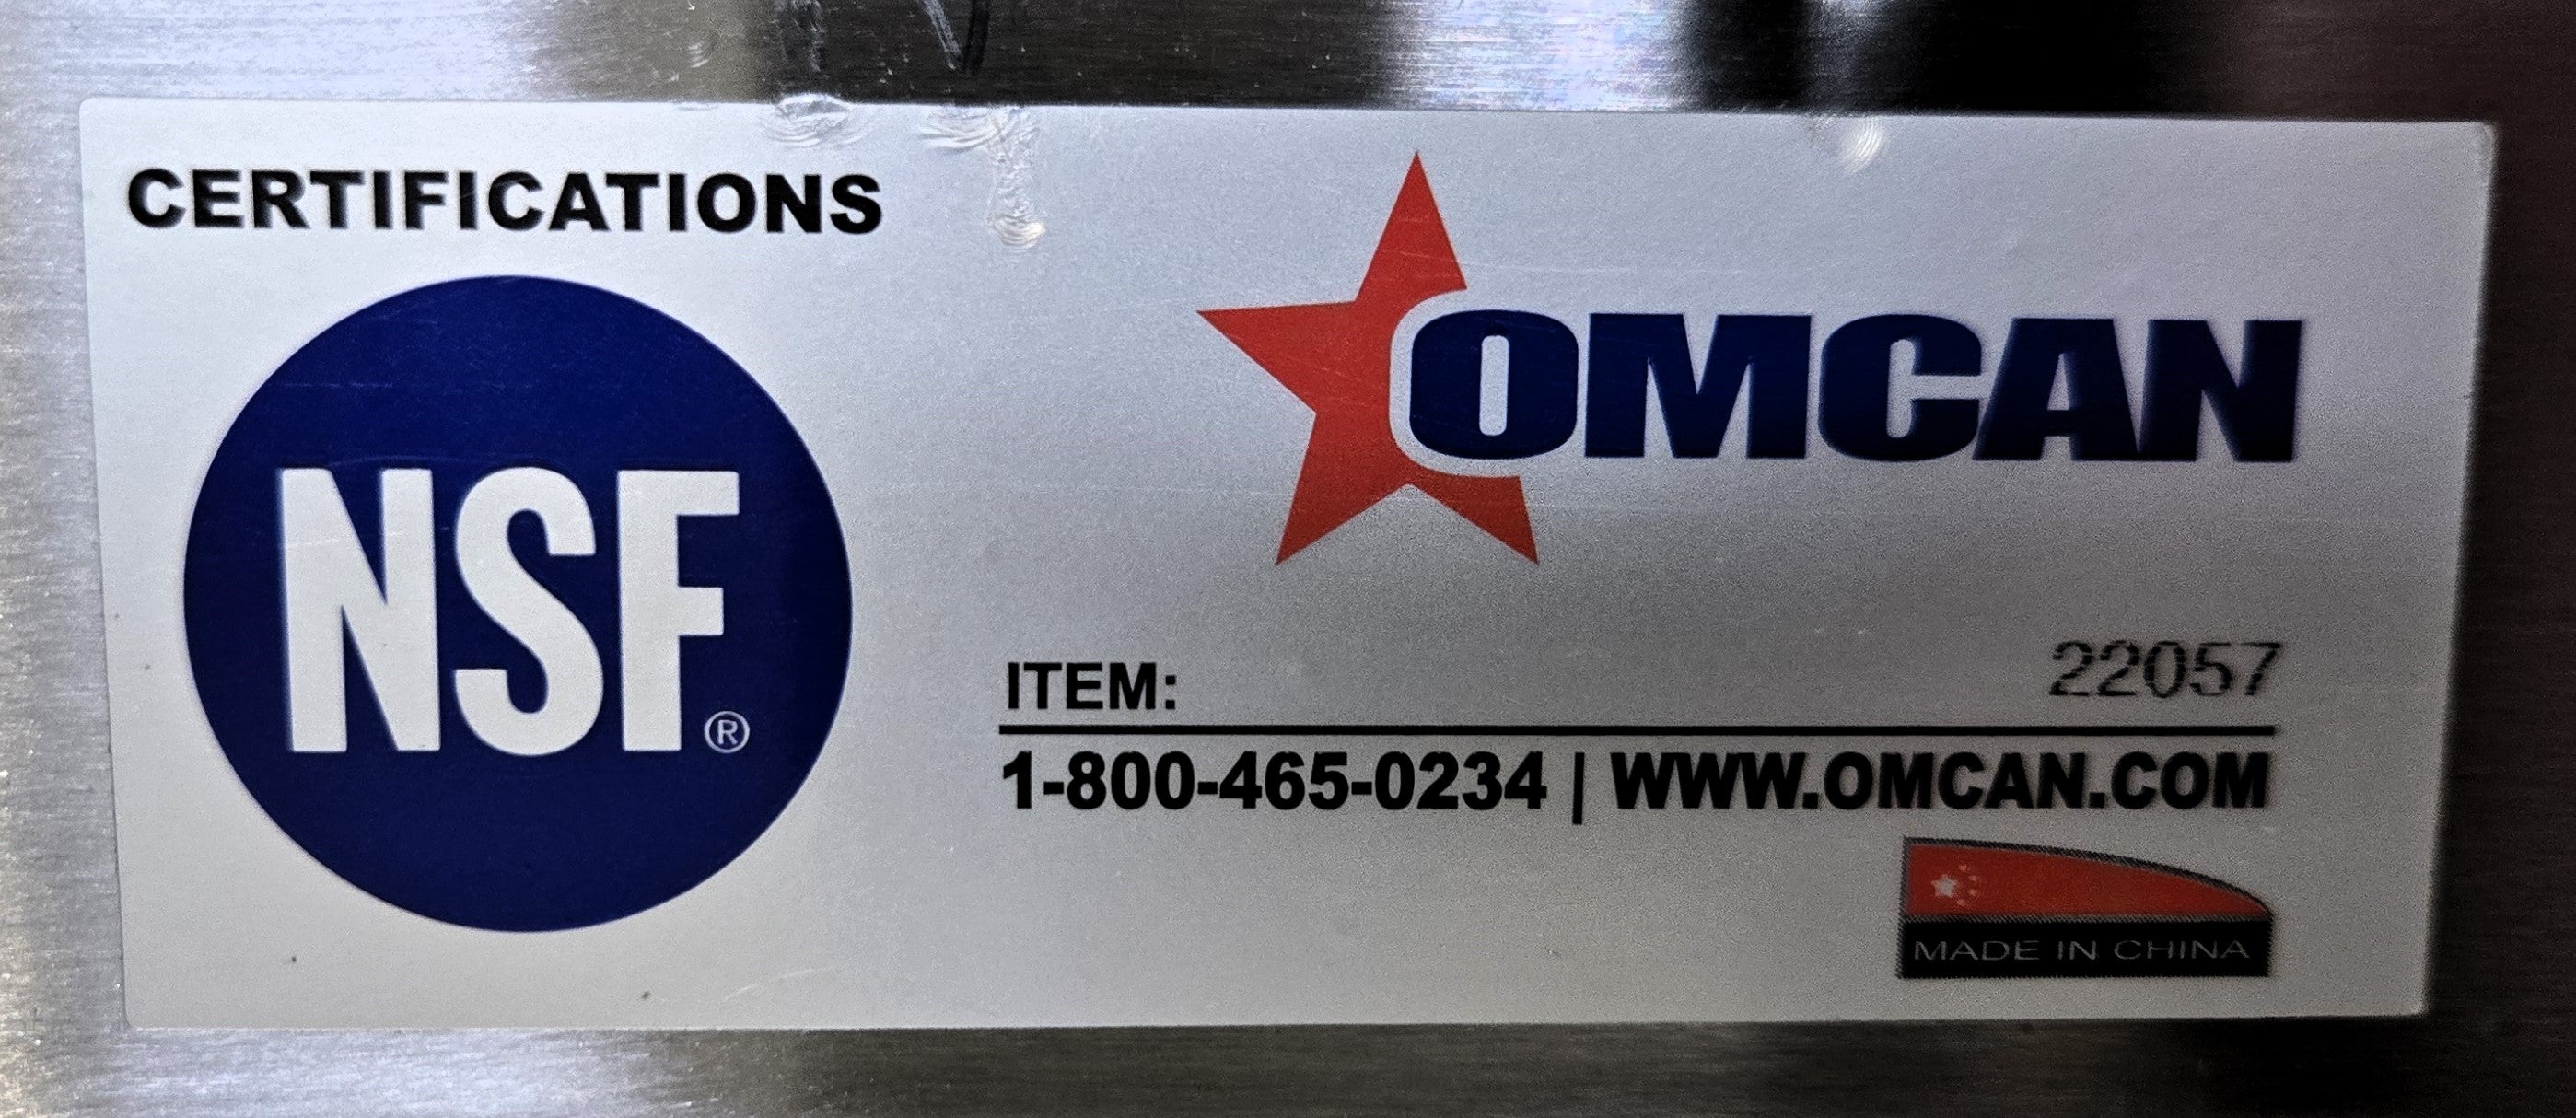 CERTIFICATIONS
NSF®
OMCAN
ITEM: 22057
1-800-465-0234 | WWW.OMCAN.COM
MADE IN CHINA